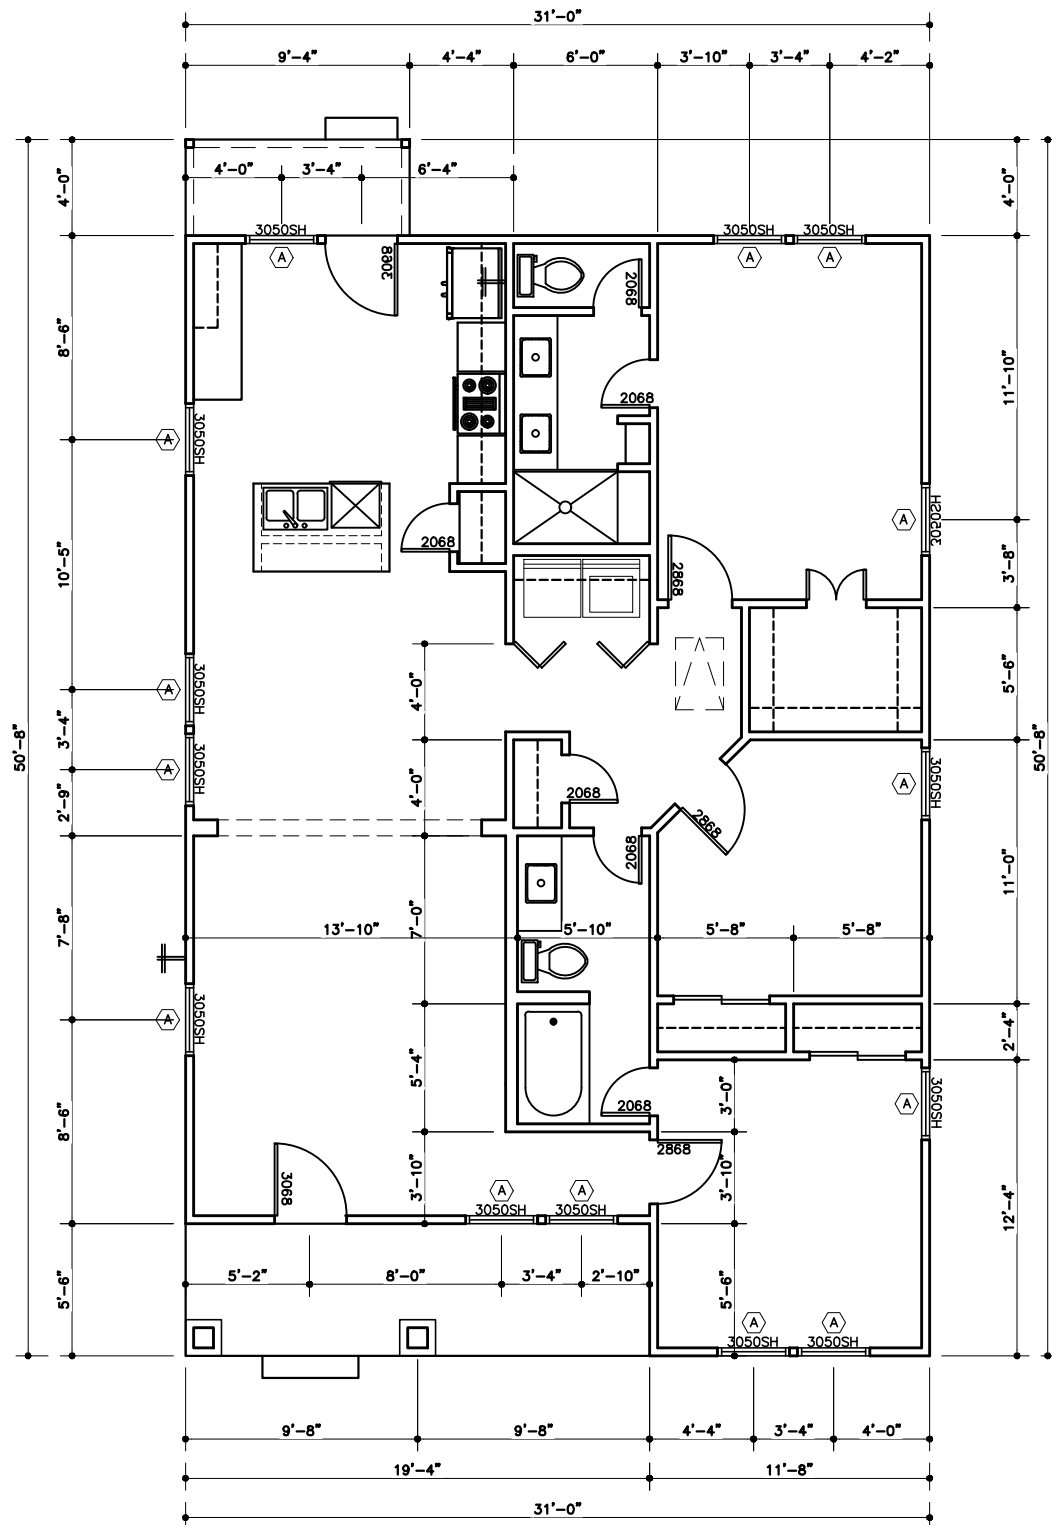 31'-0"
9'-4" 4'-4" 6'-0" 3'-10" 3'-4" 4'-2"
4'-0" 3'-4" 6'-4"
4'-0"
4'-0"
3050SH 3050SH 3050SH
A A A
3068
2068
8'-6"
11'-10"
2068
3050SH
A
A
3050SH
2068
10'-5"
3'-8"
2868
50'-8"
50'-8"
3050SH
A
4'-0"
5'-6"
3'-4"
3050SH
A
A
3050SH
2'-9"
4'-0"
2068
2868
2068
11'-0"
7'-8"
7'-0"
13'-10" 5'-10" 5'-8" 5'-8"
3050SH
A
2'-4"
5'-4"
3'-0"
A
3050SH
2068
8'-6"
2868
3068
3'-10"
3'-10"
A A
3050SH 3050SH
12'-4"
5'-6"
5'-2" 8'-0" 3'-4" 2'-10"
5'-6"
A A
3050SH 3050SH
9'-8" 9'-8" 4'-4" 3'-4" 4'-0"
19'-4" 11'-8"
31'-0"